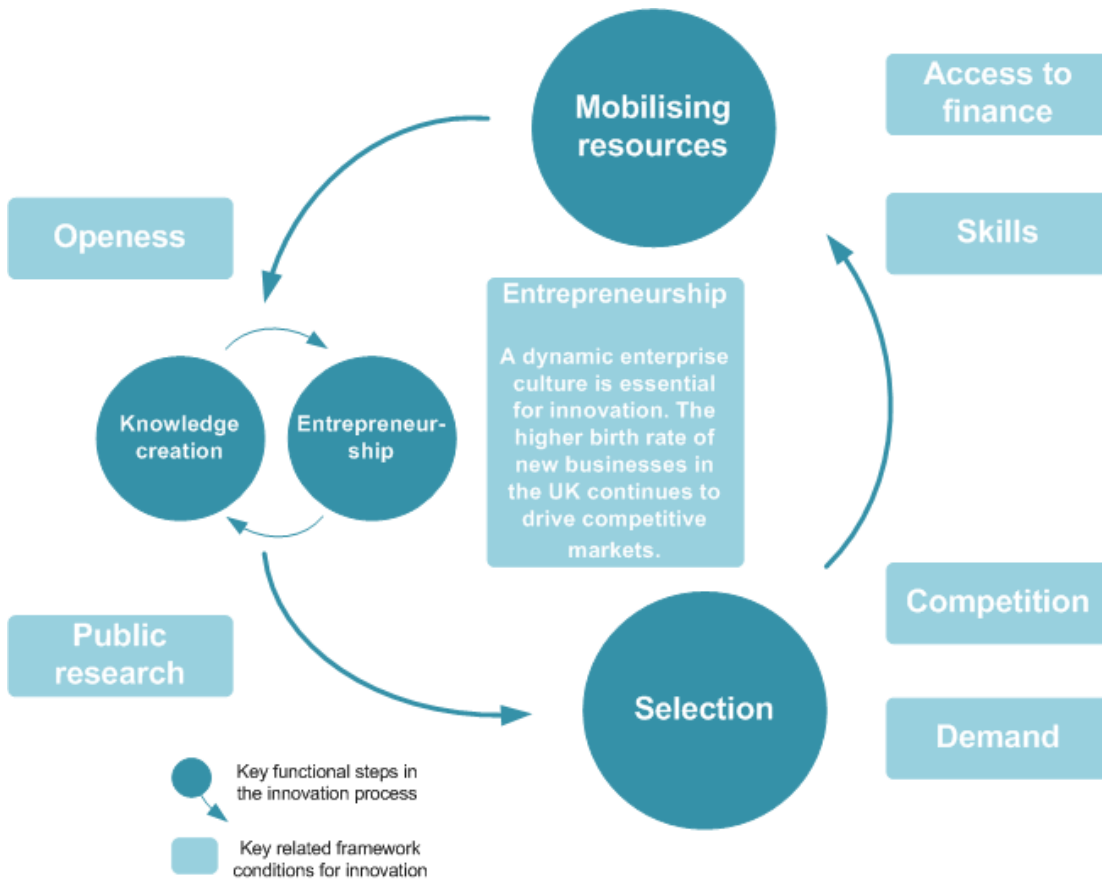 Mobilising
resources
Access to
finance
Openess
Skills
Entrepreneurship
A dynamic enterprise
culture is essential
for innovation. The
higher birth rate of
new businesses in
the UK continues to
drive competitive
markets.
Knowledge
creation
Entrepreneur-
ship
Public
research
Competition
Selection
Demand
Key functional steps in
the innovation process
Key related framework
conditions for innovation